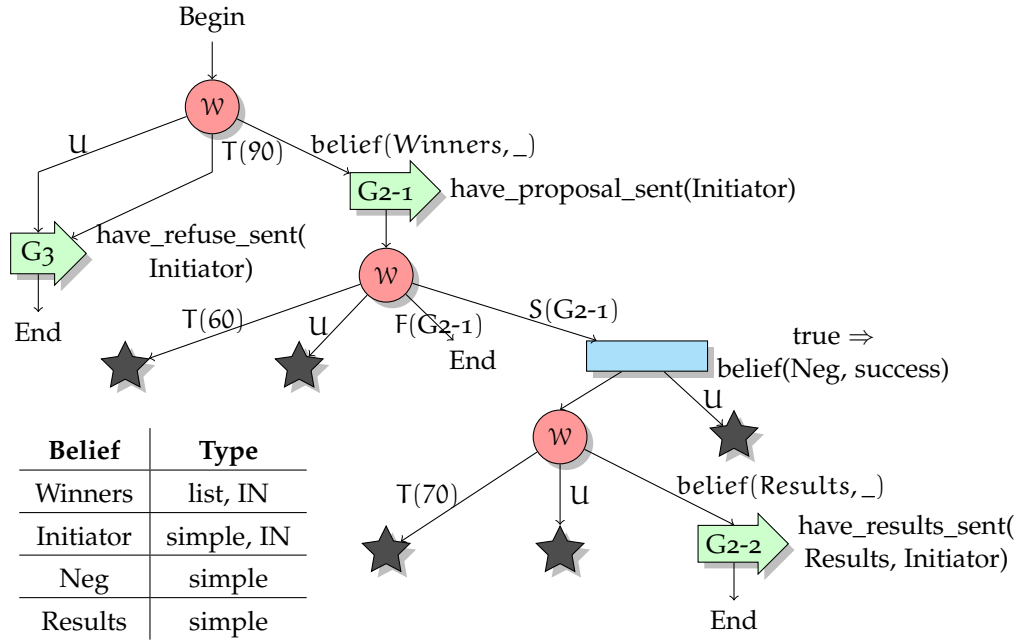 Begin
W
U
T(90)
belief(Winners, _)
G2-1
have_proposal_sent(Initiator)
G3
have_refuse_sent(
Initiator)
W
End
T(60)
U
F(G2-1)
S(G2-1)
End
true ⇒
belief(Neg, success)
U
W
Belief Type
Winners list, IN
Initiator simple, IN
Neg simple
Results simple
T(70)
U
belief(Results, _)
G2-2
have_results_sent(
Results, Initiator)
End